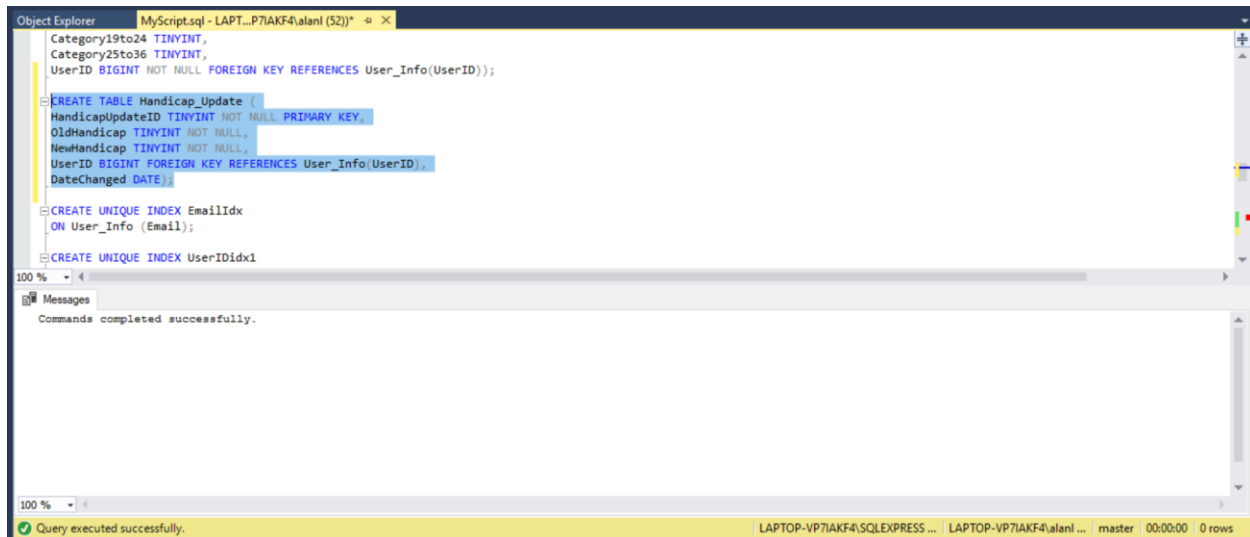 Object Explorer MyScript.sql - LAPT...P7IAKF4\alanl (52))*
Category19to24 TINYINT,
Category25to36 TINYINT,
UserID BIGINT NOT NULL FOREIGN KEY REFERENCES User_Info(UserID));
CREATE TABLE Handicap_Update (
HandicapUpdateID TINYINT NOT NULL PRIMARY KEY,
OldHandicap TINYINT NOT NULL,
NewHandicap TINYINT NOT NULL,
UserID BIGINT FOREIGN KEY REFERENCES User_Info(UserID),
DateChanged DATE);
CREATE UNIQUE INDEX EmailIdx
ON User_Info (Email);
CREATE UNIQUE INDEX UserIDidx1
100 %
Messages
Commands completed successfully.
100 %
Query executed successfully. LAPTOP-VP7IAKF4\SQLEXPRESS ... LAPTOP-VP7IAKF4\alanl ... master 00:00:00 0 rows